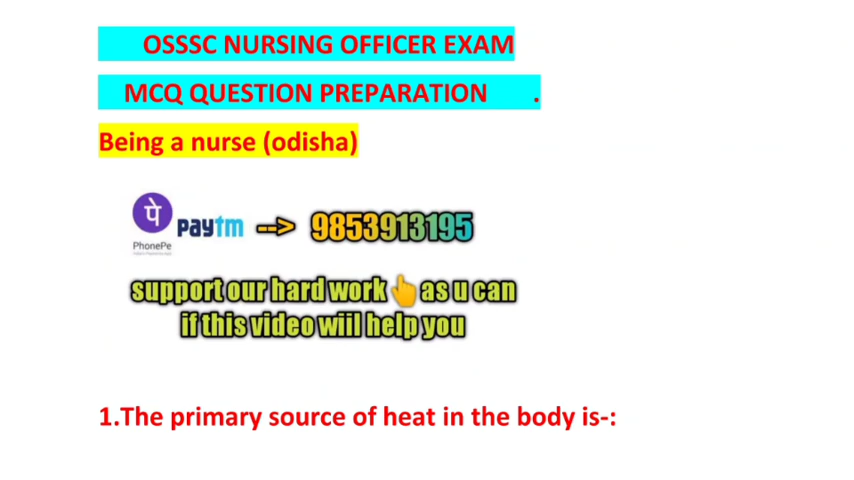 OSSSC NURSING OFFICER EXAM
MCQ QUESTION PREPARATION .
Being a nurse (odisha)
पे paytm --> 9853913195
PhonePe
support our hard work 👆 as u can
if this video wiil help you
1.The primary source of heat in the body is-: